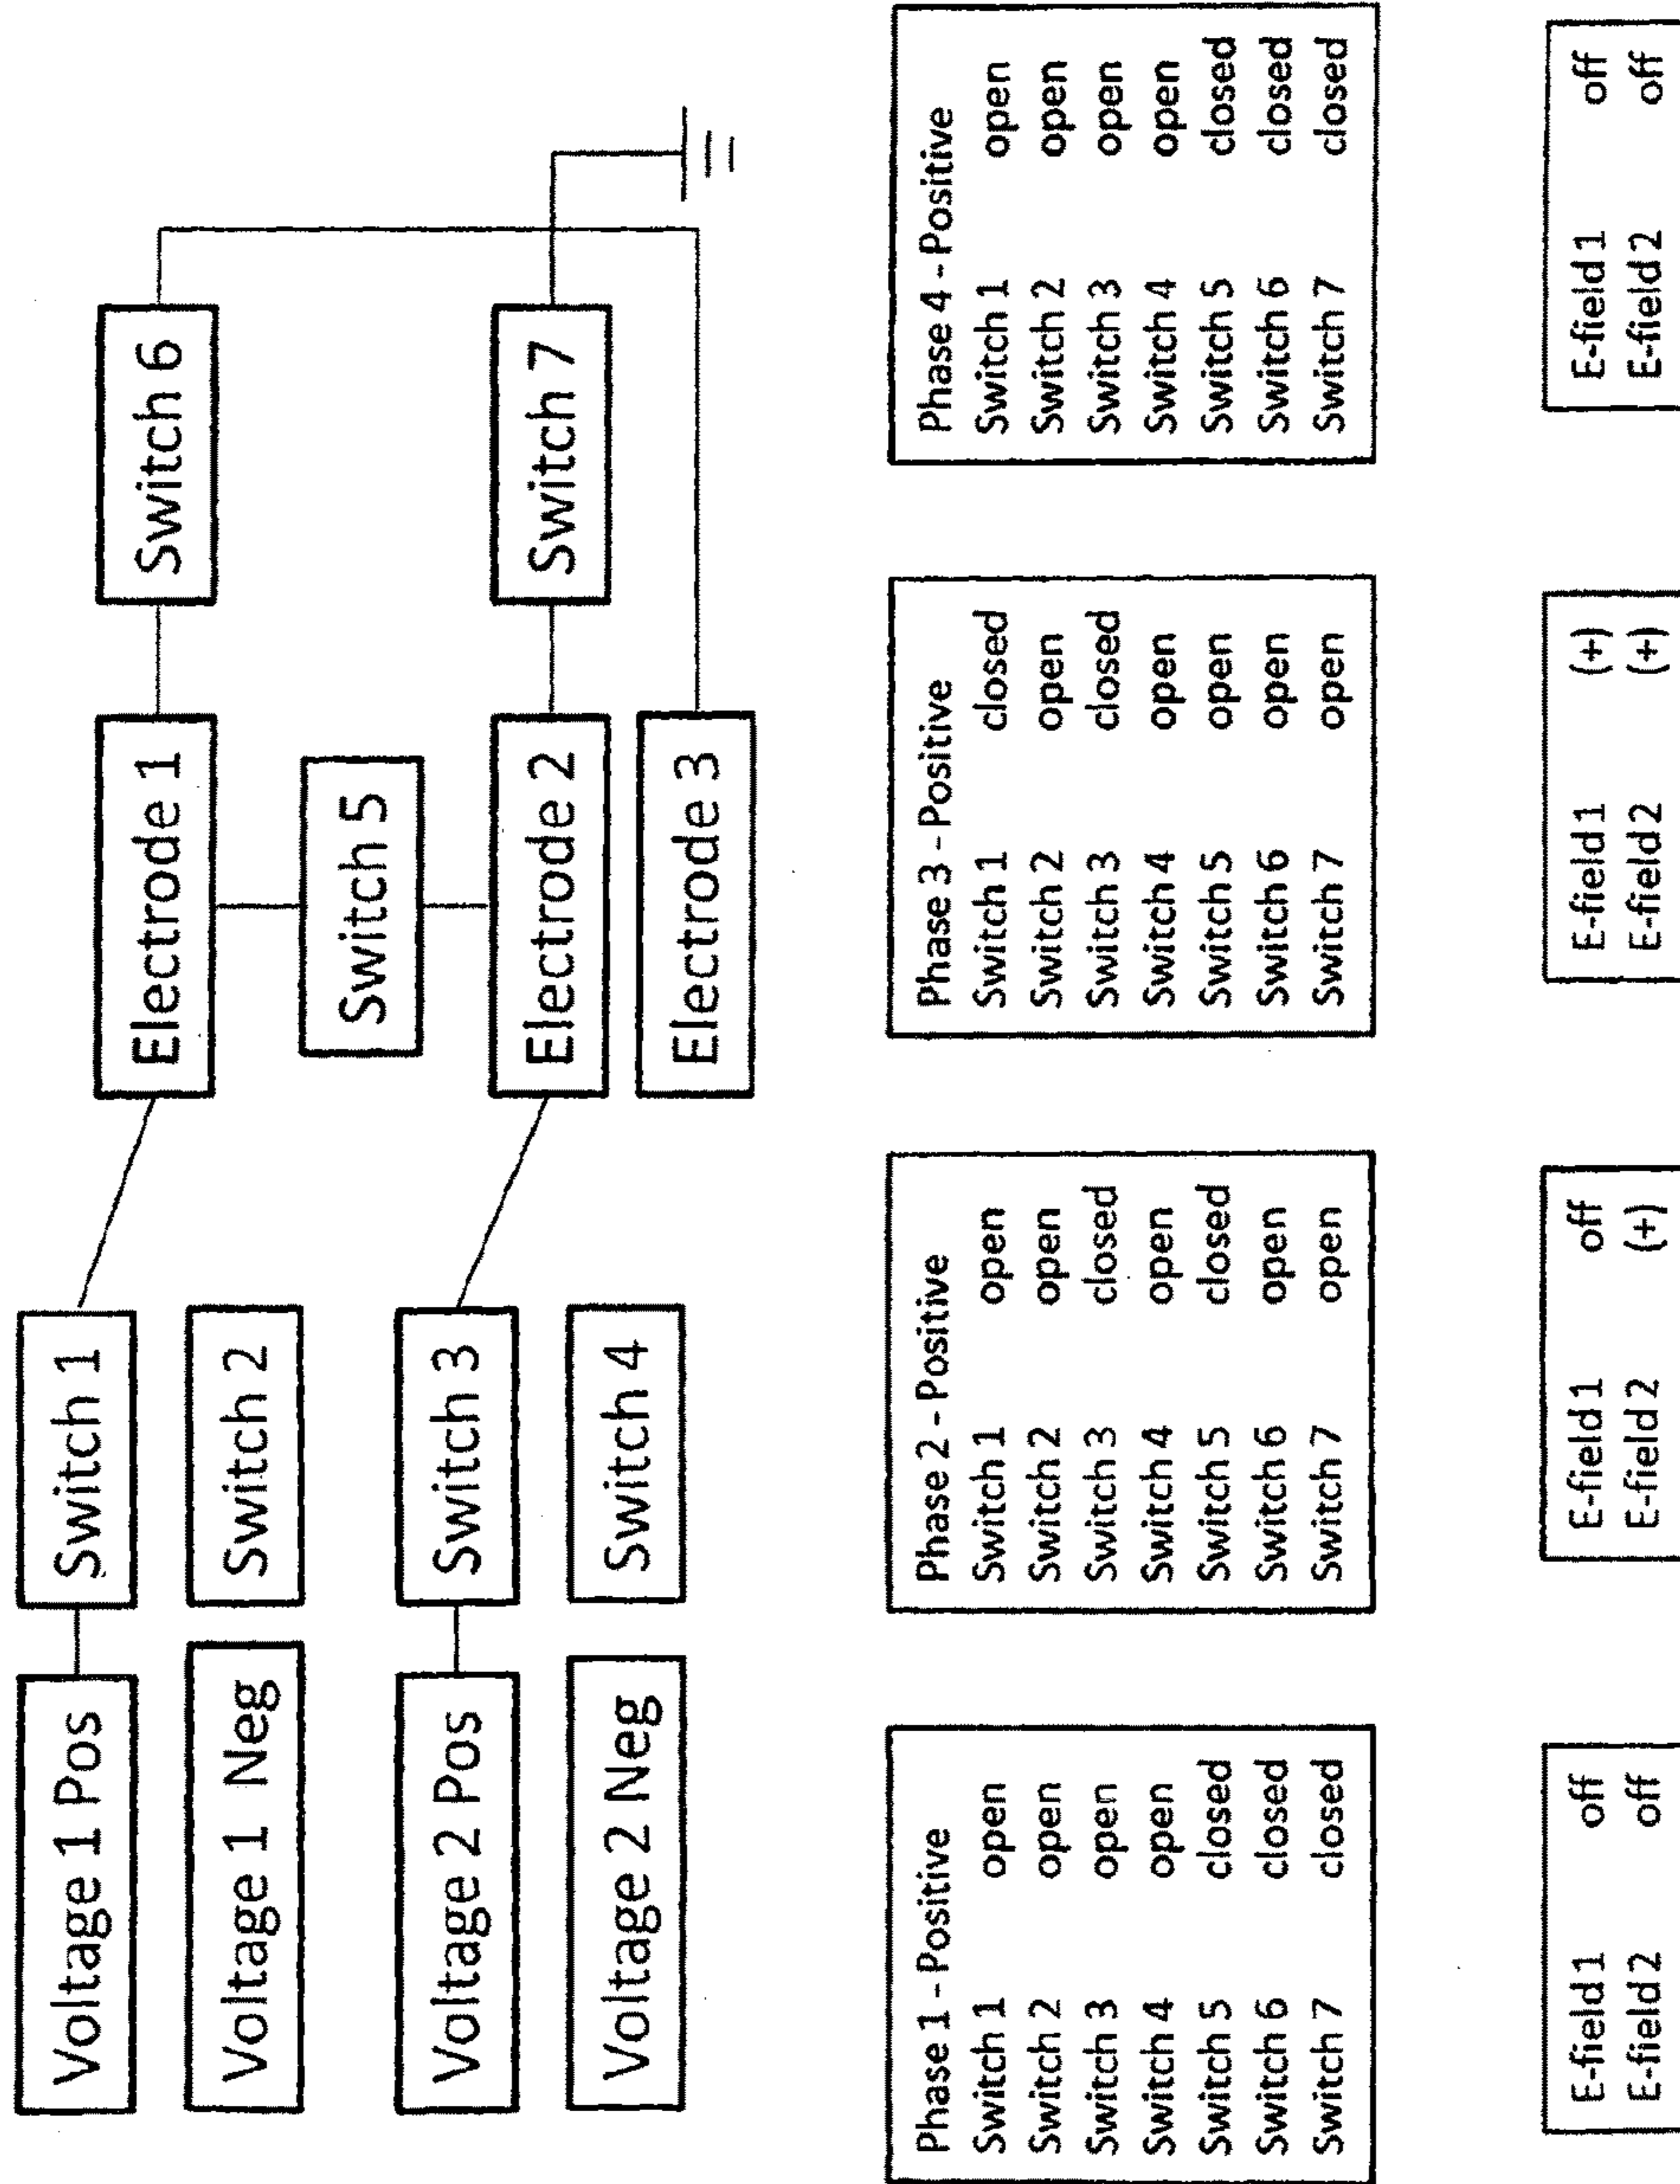 Voltage 1 Pos
Switch 1
Voltage 1 Neg
Switch 2
Electrode 1
Switch 6
Switch 5
Voltage 2 Pos
Switch 3
Voltage 2 Neg
Switch 4
Electrode 2
Switch 7
Electrode 3
Phase 1 - Positive
Switch 1 open
Switch 2 open
Switch 3 open
Switch 4 open
Switch 5 closed
Switch 6 closed
Switch 7 closed
Phase 2 - Positive
Switch 1 open
Switch 2 open
Switch 3 closed
Switch 4 open
Switch 5 closed
Switch 6 open
Switch 7 open
Phase 3 - Positive
Switch 1 closed
Switch 2 open
Switch 3 closed
Switch 4 open
Switch 5 open
Switch 6 open
Switch 7 open
Phase 4 - Positive
Switch 1 open
Switch 2 open
Switch 3 open
Switch 4 open
Switch 5 closed
Switch 6 closed
Switch 7 closed
E-field 1 off
E-field 2 off
E-field 1 off
E-field 2 (+)
E-field 1 (+)
E-field 2 (+)
E-field 1 off
E-field 2 off